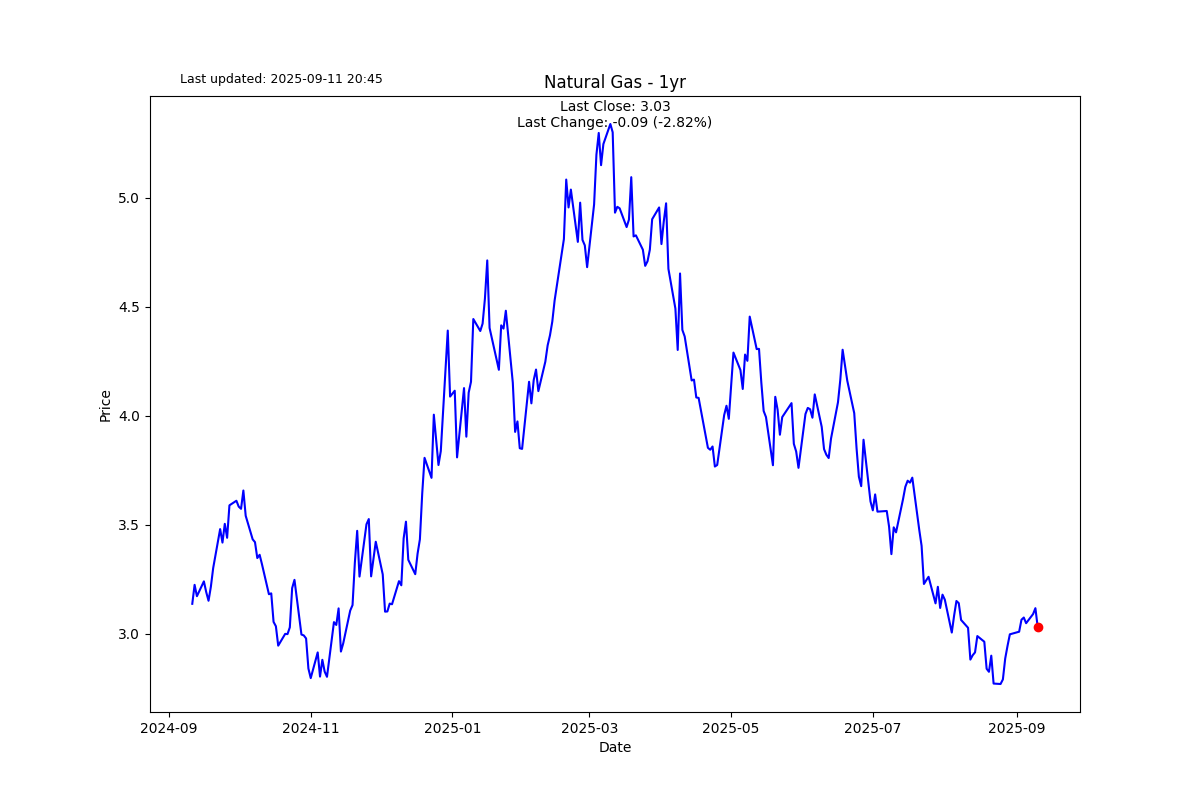 Last updated: 2025-09-11 20:45
Natural Gas - 1yr
Last Close: 3.03
Last Change: -0.09 (-2.82%)
Price
5.0
4.5
4.0
3.5
3.0
2024-09
2024-11
2025-01
2025-03
2025-05
2025-07
2025-09
Date